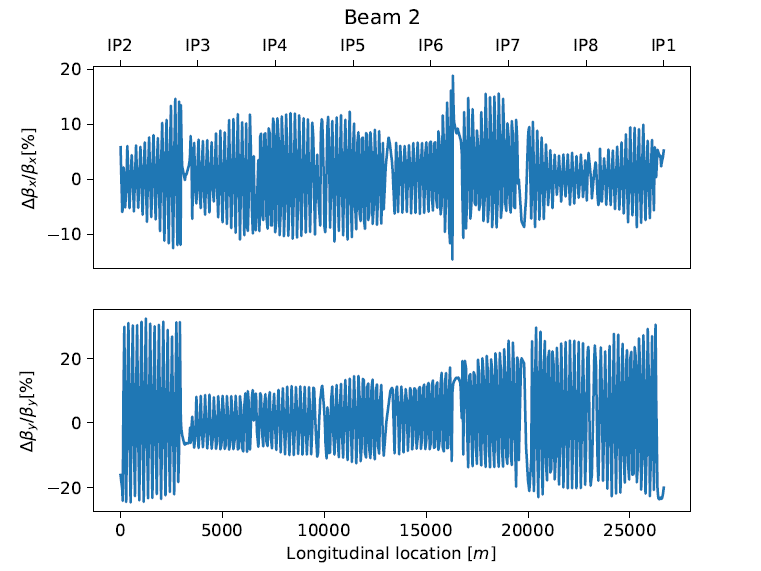 Beam 2
IP2 IP3 IP4 IP5 IP6 IP7 IP8 IP1
20
10
0
−10
Δβx/βx[%]
20
0
−20
Δβy/βy[%]
0 5000 10000 15000 20000 25000
Longitudinal location [m]